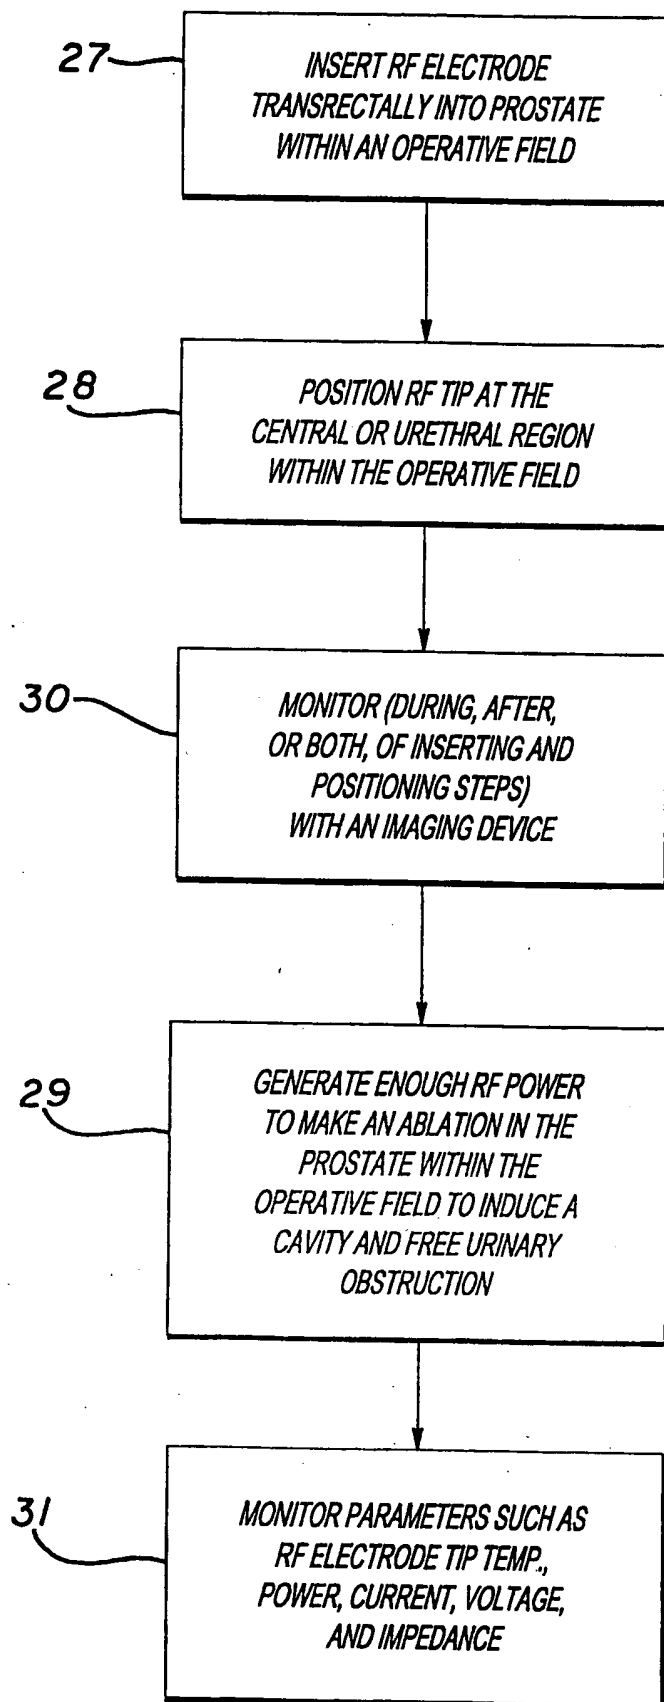 27
INSERT RF ELECTRODE
TRANSRECTALLY INTO PROSTATE
WITHIN AN OPERATIVE FIELD
28
POSITION RF TIP AT THE
CENTRAL OR URETHRAL REGION
WITHIN THE OPERATIVE FIELD
30
MONITOR (DURING, AFTER,
OR BOTH, OF INSERTING AND
POSITIONING STEPS)
WITH AN IMAGING DEVICE
29
GENERATE ENOUGH RF POWER
TO MAKE AN ABLATION IN THE
PROSTATE WITHIN THE
OPERATIVE FIELD TO INDUCE A
CAVITY AND FREE URINARY
OBSTRUCTION
31
MONITOR PARAMETERS SUCH AS
RF ELECTRODE TIP TEMP.,
POWER, CURRENT, VOLTAGE,
AND IMPEDANCE